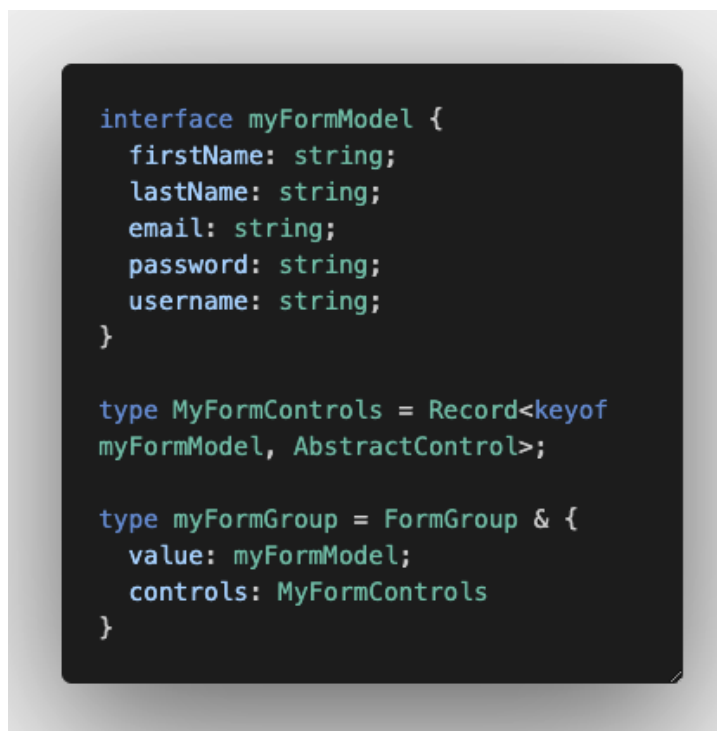 interface myFormModel {
  firstName: string;
  lastName: string;
  email: string;
  password: string;
  username: string;
}

type MyFormControls = Record<keyof
myFormModel, AbstractControl>;

type myFormGroup = FormGroup & {
  value: myFormModel;
  controls: MyFormControls
}